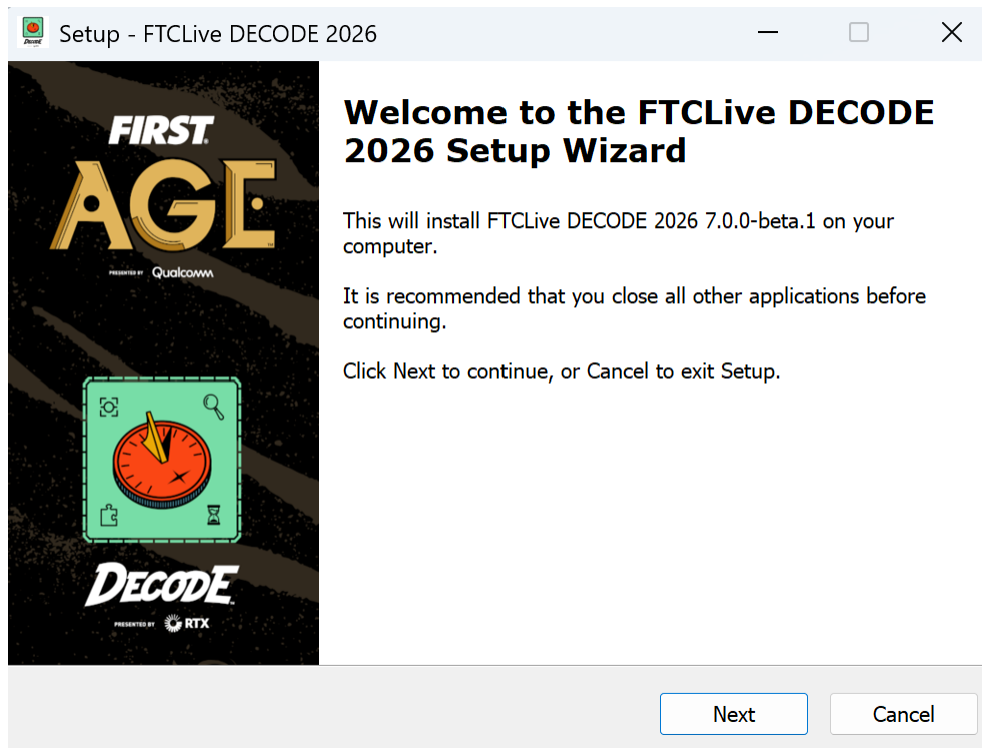 Setup - FTCLive DECODE 2026
FIRST
AGE
PRESENTED BY Qualcomm
DECODE
PRESENTED BY RTX
Welcome to the FTCLive DECODE
2026 Setup Wizard
This will install FTCLive DECODE 2026 7.0.0-beta.1 on your
computer.
It is recommended that you close all other applications before
continuing.
Click Next to continue, or Cancel to exit Setup.
Next
Cancel